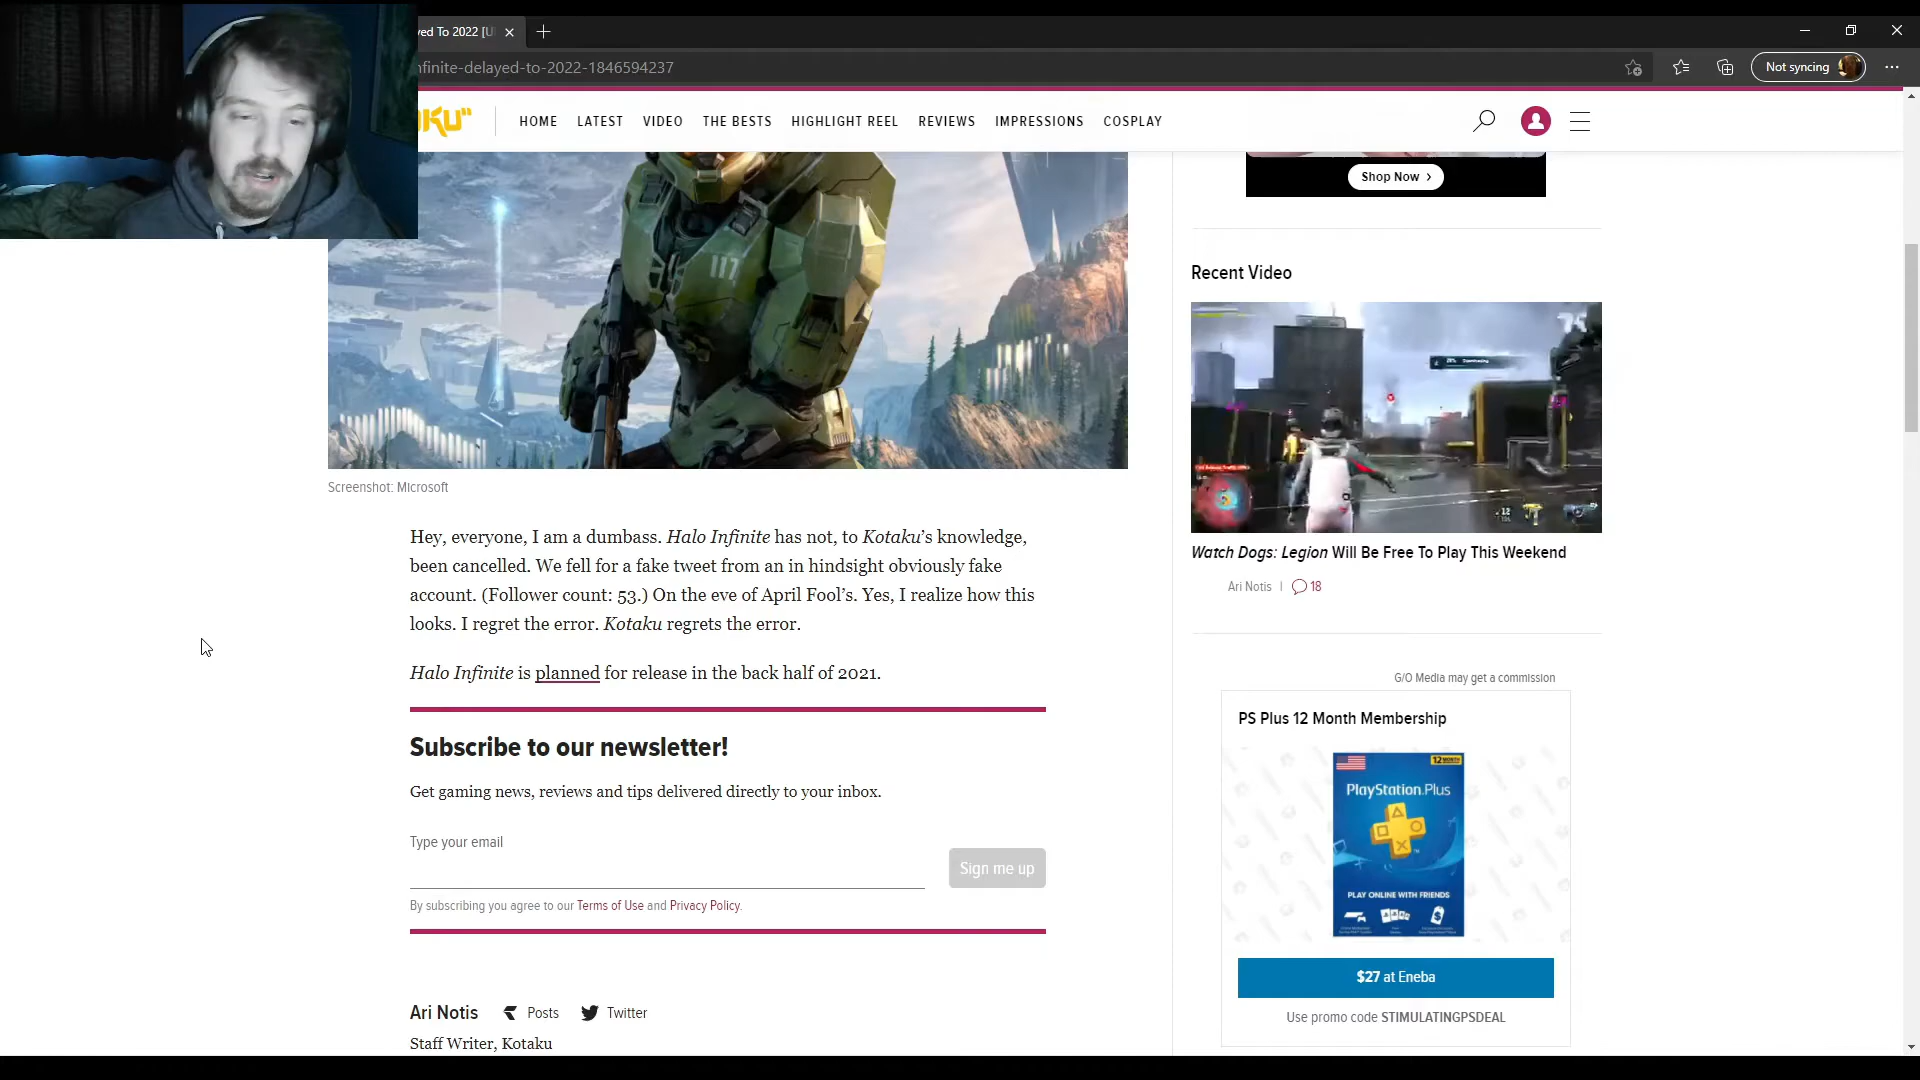 yed To 2022 [U
nfinite-delayed-to-2022-1846594237
Not syncing
HOME LATEST VIDEO THE BESTS HIGHLIGHT REEL REVIEWS IMPRESSIONS COSPLAY
Shop Now
117
Screenshot: Microsoft
Hey, everyone, I am a dumbass. Halo Infinite has not, to Kotaku's knowledge,
been cancelled. We fell for a fake tweet from an in hindsight obviously fake
account. (Follower count: 53.) On the eve of April Fool's. Yes, I realize how this
looks. I regret the error. Kotaku regrets the error.
Halo Infinite is planned for release in the back half of 2021.
Subscribe to our newsletter!
Get gaming news, reviews and tips delivered directly to your inbox.
Type your email
Sign me up
By subscribing you agree to our Terms of Use and Privacy Policy.
Ari Notis Posts Twitter
Staff Writer, Kotaku
Recent Video
12
Watch Dogs: Legion Will Be Free To Play This Weekend
Ari Notis | 18
G/O Media may get a commission
PS Plus 12 Month Membership
12 MONTH
PlayStation.Plus
PLAY ONLINE WITH FRIENDS
$27 at Eneba
Use promo code STIMULATINGPSDEAL